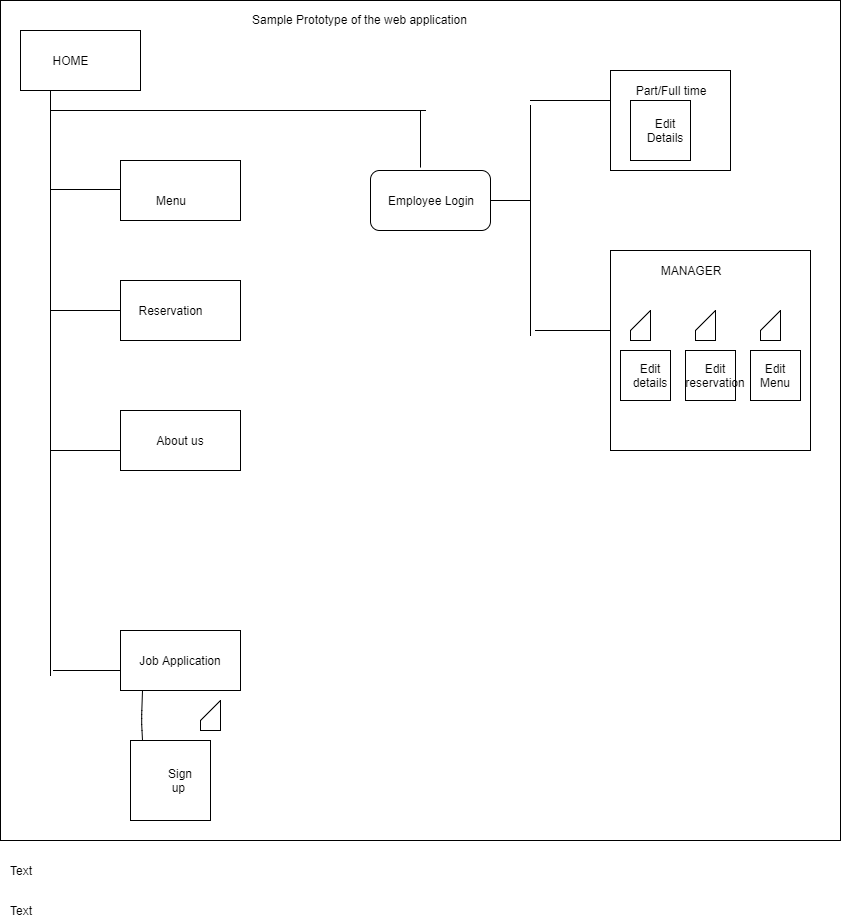 Sample Prototype of the web application
HOME
Part/Full time
Edit
Details
Employee Login
Menu
MANAGER
Reservation
Edit
details
Edit
reservation
Edit
Menu
About us
Job Application
Sign
up
Text
Text